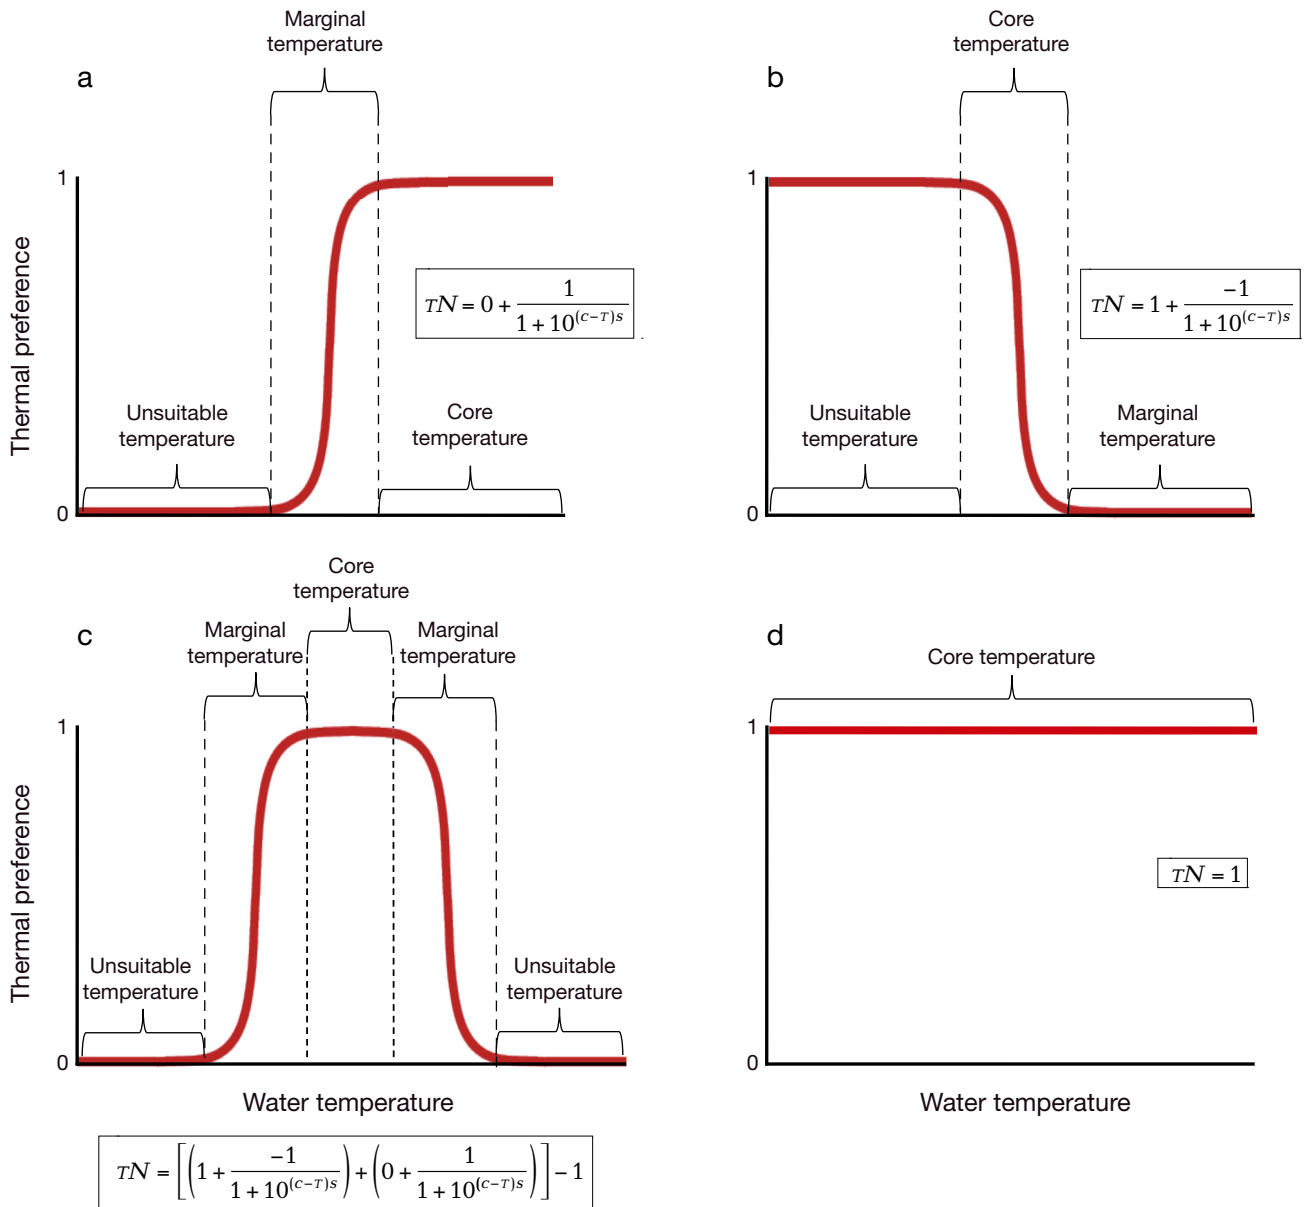 Marginal
temperature
a
1
Thermal preference
TN = 0 + 1 / (1 + 10^{(c−T)s})
Unsuitable
temperature
Core
temperature
0
Core
temperature
b
1
TN = 1 + −1 / (1 + 10^{(c−T)s})
Unsuitable
temperature
Marginal
temperature
0
Core
temperature
c
Marginal
temperature
Marginal
temperature
1
Thermal preference
Unsuitable
temperature
Unsuitable
temperature
0
Water temperature
TN = [(1 + −1 / (1 + 10^{(c−T)s})) + (0 + 1 / (1 + 10^{(c−T)s}))] − 1
d
Core temperature
1
TN = 1
0
Water temperature